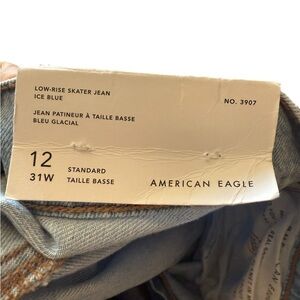 LOW-RISE SKATER JEAN
ICE BLUE
NO. 3907
JEAN PATINEUR À TAILLE BASSE
BLEU GLACIAL
12
31W
STANDARD
TAILLE BASSE
AMERICAN EAGLE